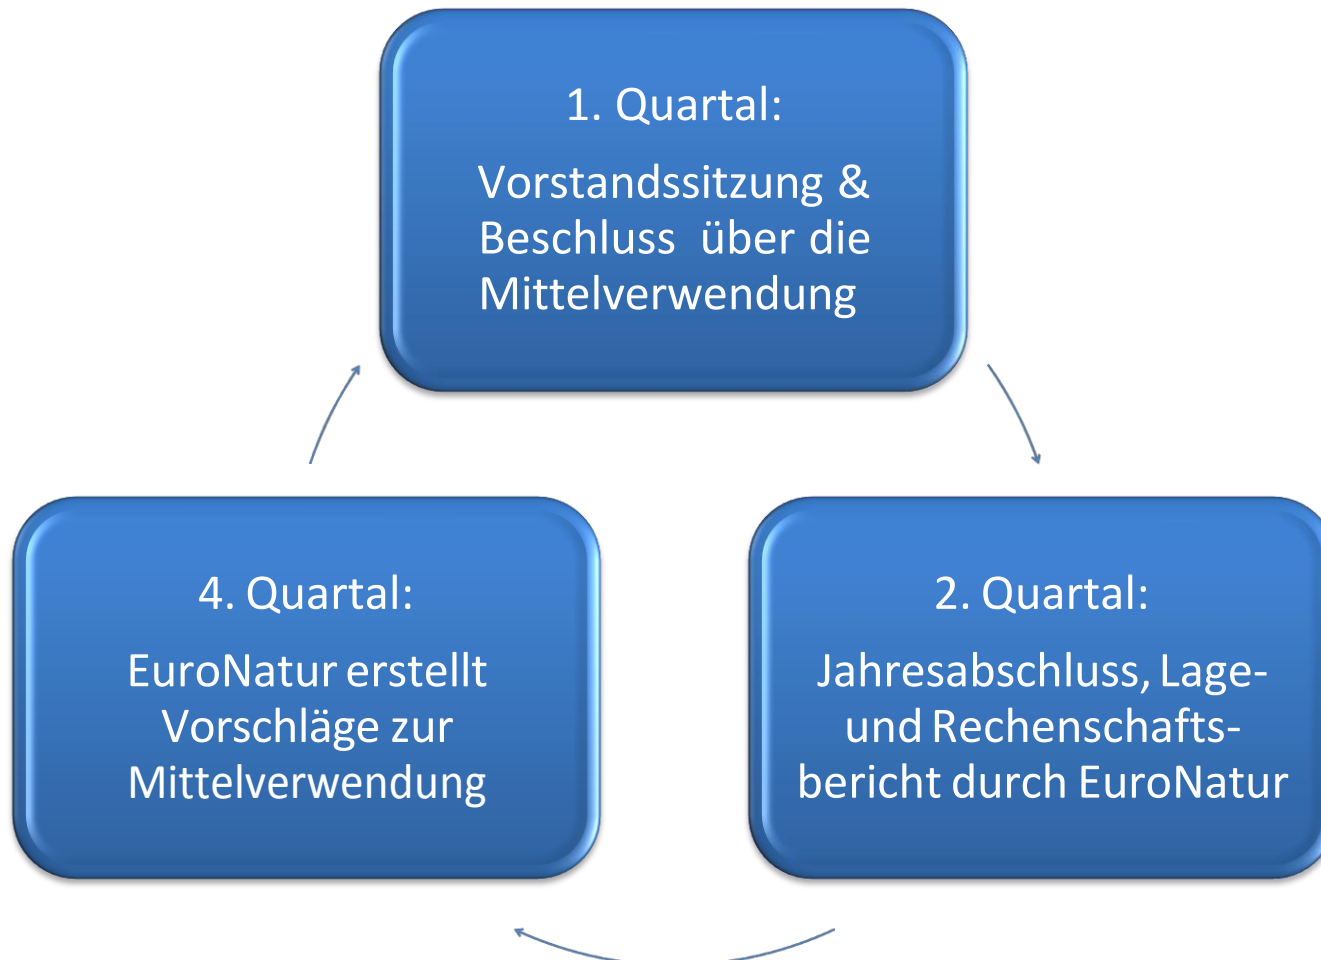 1. Quartal:
Vorstandssitzung &
Beschluss über die
Mittelverwendung
4. Quartal:
EuroNatur erstellt
Vorschläge zur
Mittelverwendung
2. Quartal:
Jahresabschluss, Lage-
und Rechenschafts-
bericht durch EuroNatur